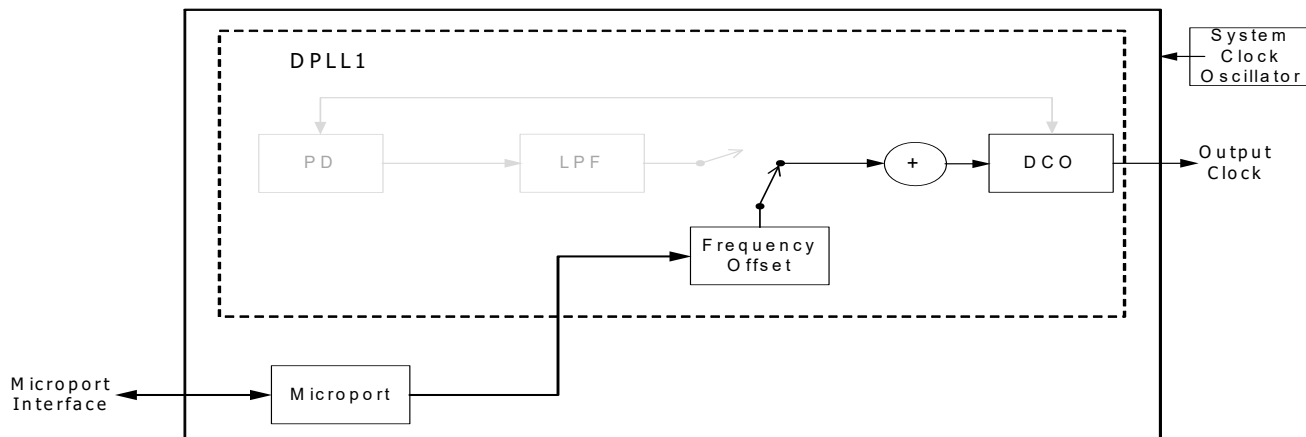 System
Clock
Oscillator
DPLL1
PD
LPF
+
DCO
Output
Clock
Frequency
Offset
Microport
Interface
Microport